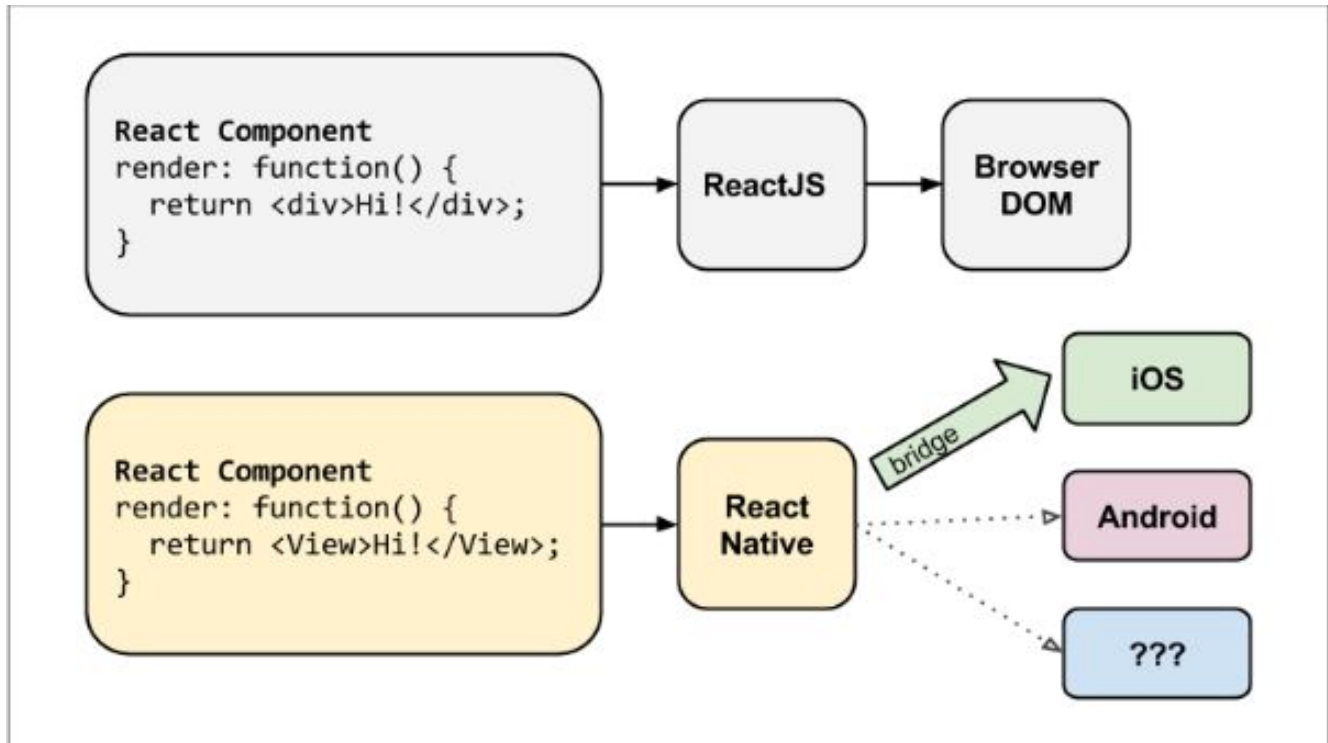 React Component
render: function() {
  return <div>Hi!</div>;
}
ReactJS
Browser
DOM
React Component
render: function() {
  return <View>Hi!</View>;
}
React
Native
bridge
iOS
Android
???